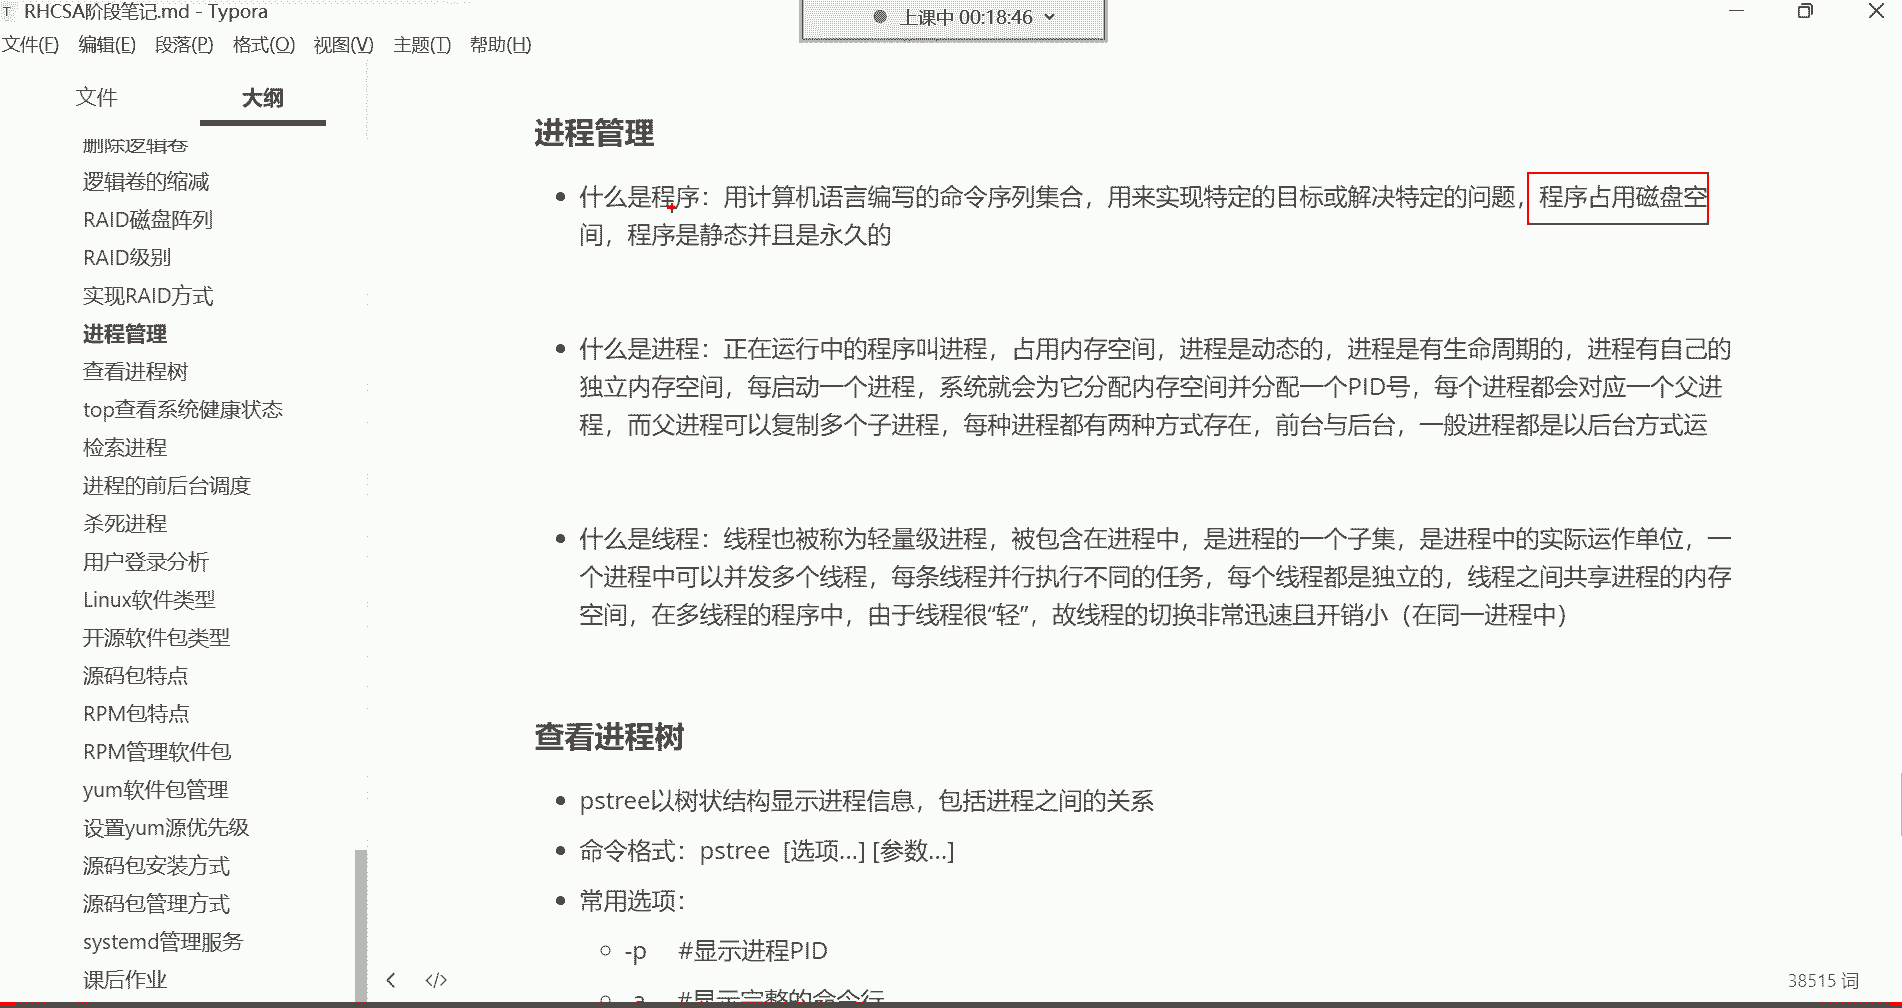 RHCSA阶段笔记.md - Typora
上课中 00:18:46
文件(F) 编辑(E) 段落(P) 格式(O) 视图(V) 主题(T) 帮助(H)
文件 大纲
删除逻辑卷
逻辑卷的缩减
RAID磁盘阵列
RAID级别
实现RAID方式
进程管理
查看进程树
top查看系统健康状态
检索进程
进程的前后台调度
杀死进程
用户登录分析
Linux软件类型
开源软件包类型
源码包特点
RPM包特点
RPM管理软件包
yum软件包管理
设置yum源优先级
源码包安装方式
源码包管理方式
systemd管理服务
课后作业
进程管理
什么是程序：用计算机语言编写的命令序列集合，用来实现特定的目标或解决特定的问题，程序占用磁盘空
间，程序是静态并且是永久的
什么是进程：正在运行中的程序叫进程，占用内存空间，进程是动态的，进程是有生命周期的，进程有自己的
独立内存空间，每启动一个进程，系统就会为它分配内存空间并分配一个PID号，每个进程都会对应一个父进
程，而父进程可以复制多个子进程，每种进程都有两种方式存在，前台与后台，一般进程都是以后台方式运
什么是线程：线程也被称为轻量级进程，被包含在进程中，是进程的一个子集，是进程中的实际运作单位，一
个进程中可以并发多个线程，每条线程并行执行不同的任务，每个线程都是独立的，线程之间共享进程的内存
空间，在多线程的程序中，由于线程很“轻”，故线程的切换非常迅速且开销小（在同一进程中）
查看进程树
pstree以树状结构显示进程信息，包括进程之间的关系
命令格式：pstree [选项...] [参数...]
常用选项：
-p #显示进程PID
-a #显示完整的命令行
38515 词